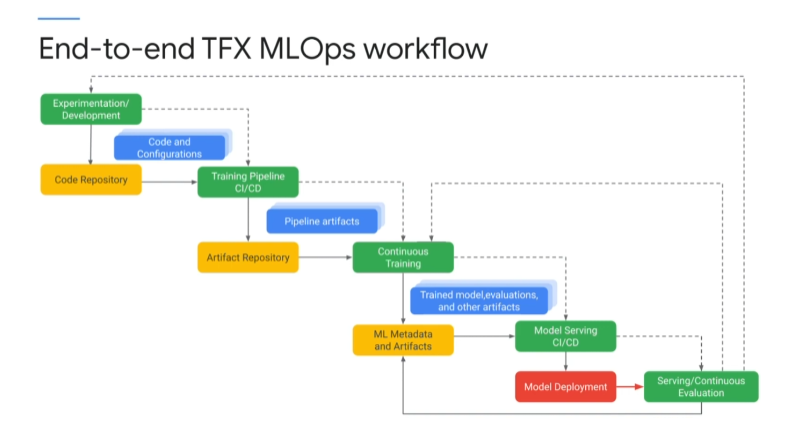 End-to-end TFX MLOps workflow
Experimentation/
Development
Code and
Configurations
Code Repository
Training Pipeline
CI/CD
Pipeline artifacts
Artifact Repository
Continuous
Training
Trained model,evaluations,
and other artifacts
ML Metadata
and Artifacts
Model Serving
CI/CD
Model Deployment
Serving/Continuous
Evaluation